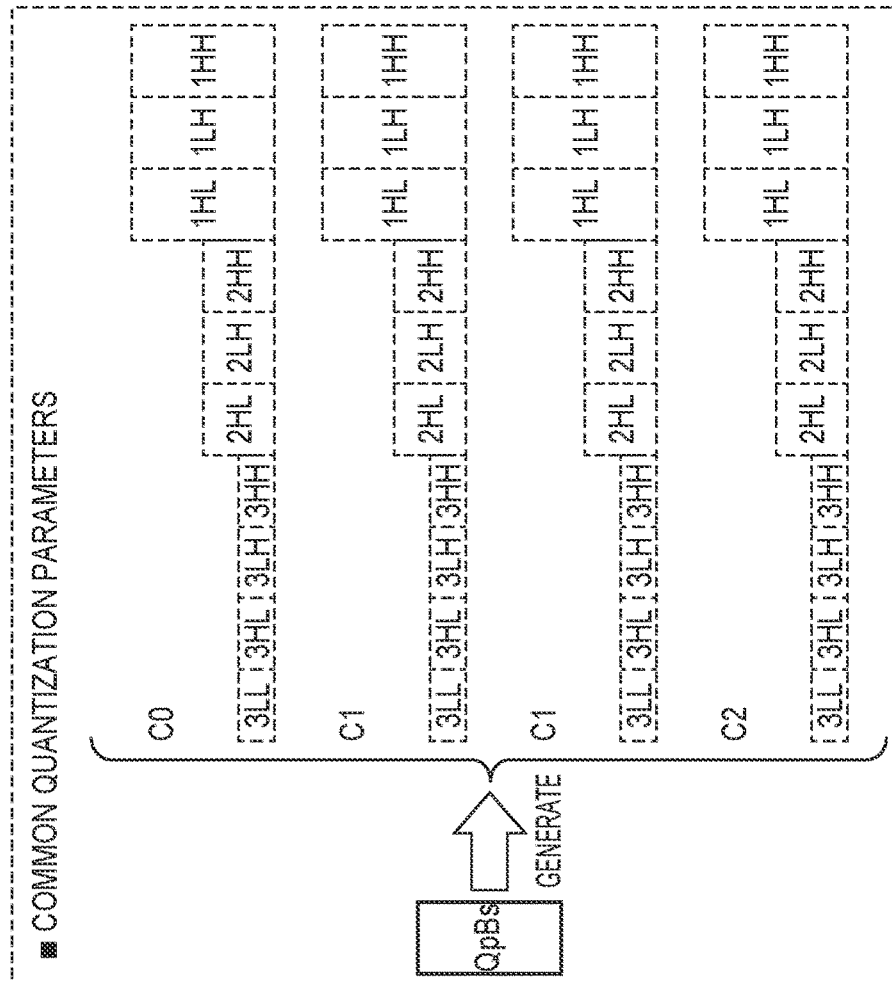 ■ COMMON QUANTIZATION PARAMETERS
QpBs
GENERATE
C0
3LL 3HL 3LH 3HH 2HL 2LH 2HH 1HL 1LH 1HH
C1
3LL 3HL 3LH 3HH 2HL 2LH 2HH 1HL 1LH 1HH
C1
3LL 3HL 3LH 3HH 2HL 2LH 2HH 1HL 1LH 1HH
C2
3LL 3HL 3LH 3HH 2HL 2LH 2HH 1HL 1LH 1HH